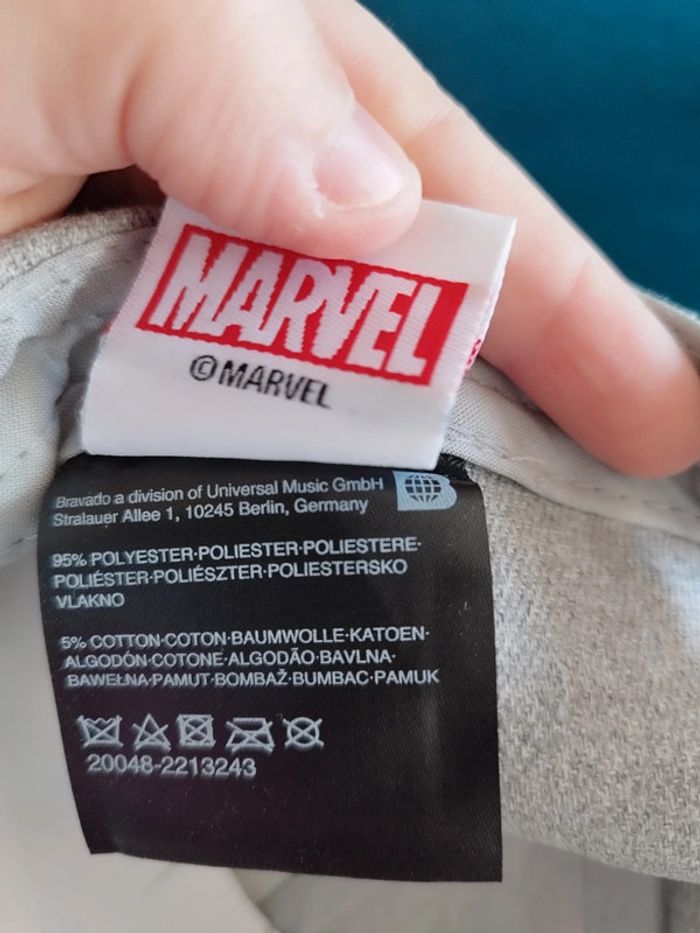 MARVEL
©MARVEL
Bravado a division of Universal Music GmbH
Stralauer Allee 1, 10245 Berlin, Germany
95% POLYESTER·POLIESTER·POLIESTERE·
POLIÉSTER·POLIÉSZTER·POLIESTERSKO
VLAKNO
5% COTTON·COTON·BAUMWOLLE·KATOEN·
ALGODÓN·COTONE·ALGODÃO·BAVLNA·
BAWEŁNA·PAMUT·BOMBAŽ·BUMBAC·PAMUK
20048-2213243